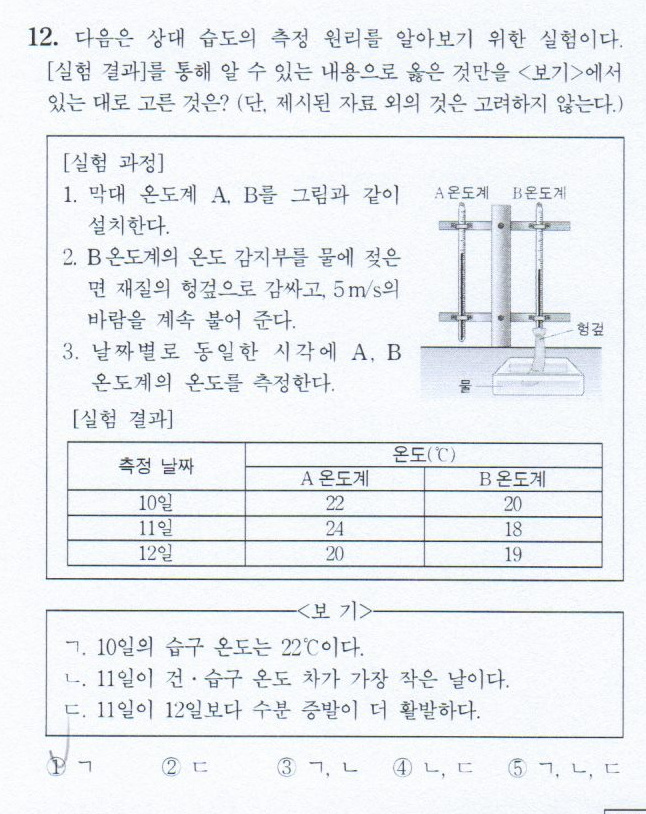 12. 다음은 상대 습도의 측정 원리를 알아보기 위한 실험이다.
[실험 결과]를 통해 알 수 있는 내용으로 옳은 것만을 <보기>에서
있는 대로 고른 것은? (단, 제시된 자료 외의 것은 고려하지 않는다.)
[실험 과정]
1. 막대 온도계 A, B를 그림과 같이
설치한다.
2. B온도계의 온도 감지부를 물에 젖은
면 재질의 헝겊으로 감싸고, 5m/s의
바람을 계속 불어 준다.
3. 날짜별로 동일한 시각에 A, B
온도계의 온도를 측정한다.
A온도계 B온도계
헝겊
물
[실험 결과]
측정 날짜 온도(℃)
A온도계 B온도계
10일 22 20
11일 24 18
12일 20 19
<보 기>
ㄱ. 10일의 습구 온도는 22℃이다.
ㄴ. 11일이 건·습구 온도 차가 가장 작은 날이다.
ㄷ. 11일이 12일보다 수분 증발이 더 활발하다.
① ㄱ ② ㄷ ③ ㄱ, ㄴ ④ ㄴ, ㄷ ⑤ ㄱ, ㄴ, ㄷ